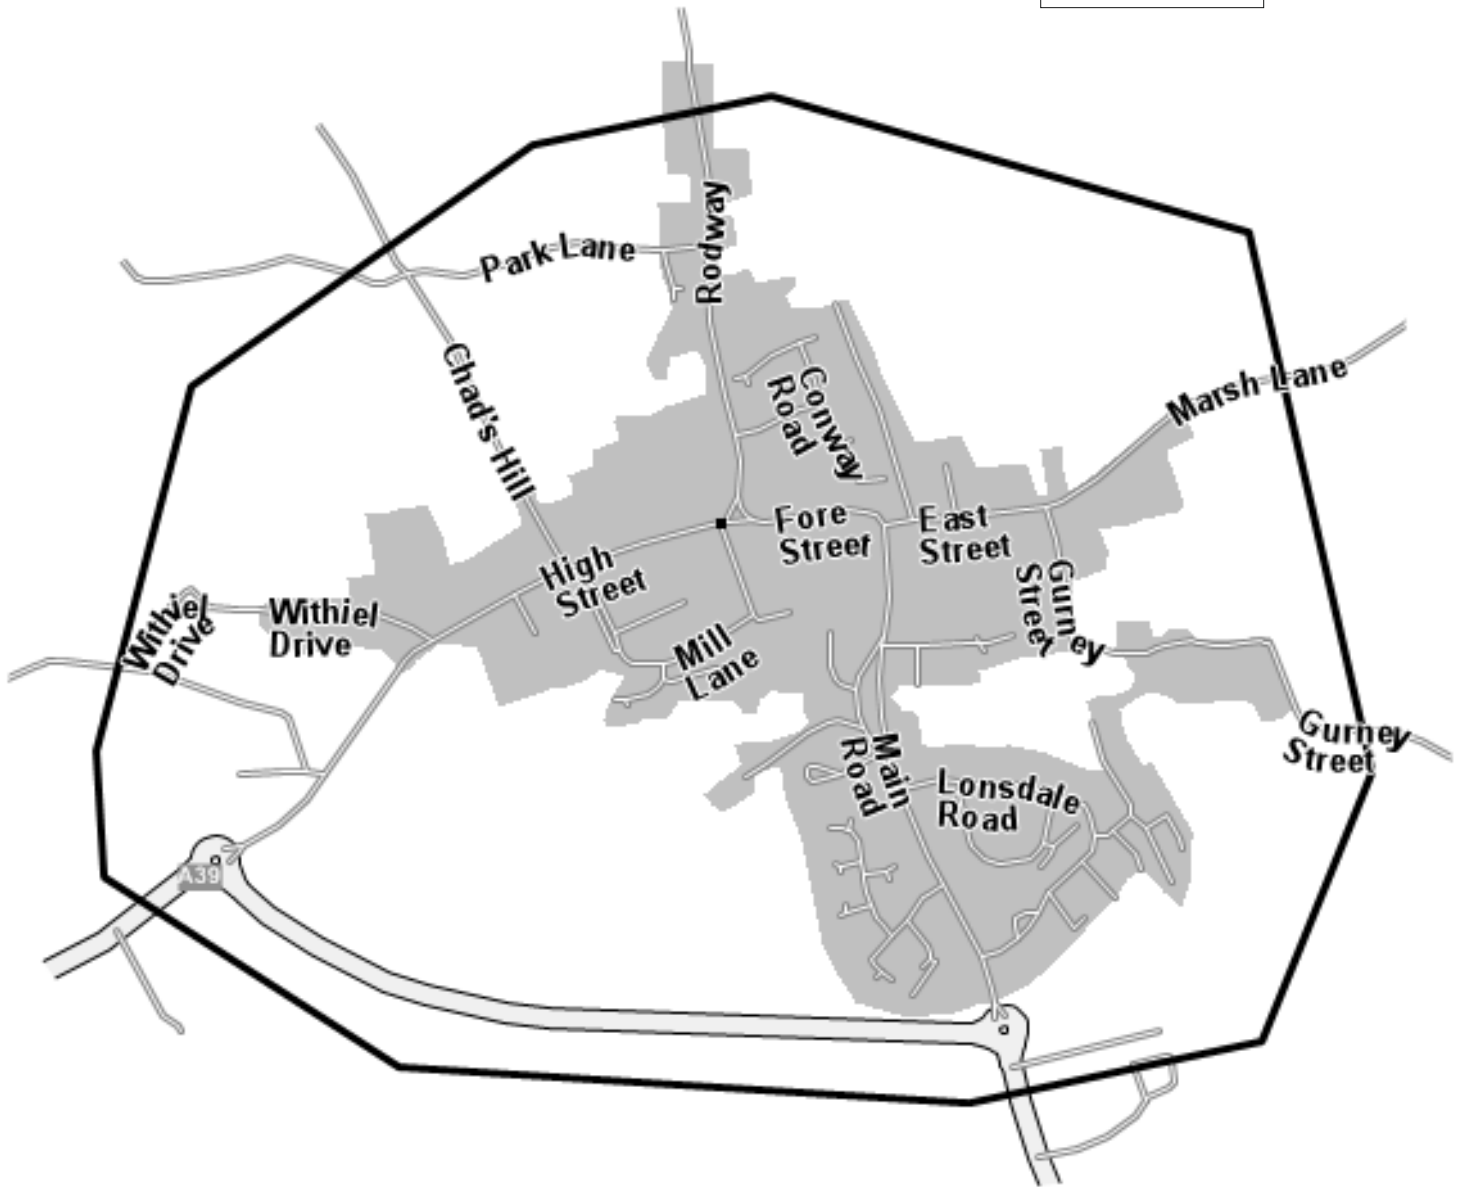 Rodway
Park Lane
Chad's Hill
Conway
Road
Marsh Lane
Fore
Street
East
Street
High
Street
Gurney
Street
Withiel
Drive
Withiel
Drive
Mill
Lane
Gurney
Street
Main
Road
Lonsdale
Road
A39